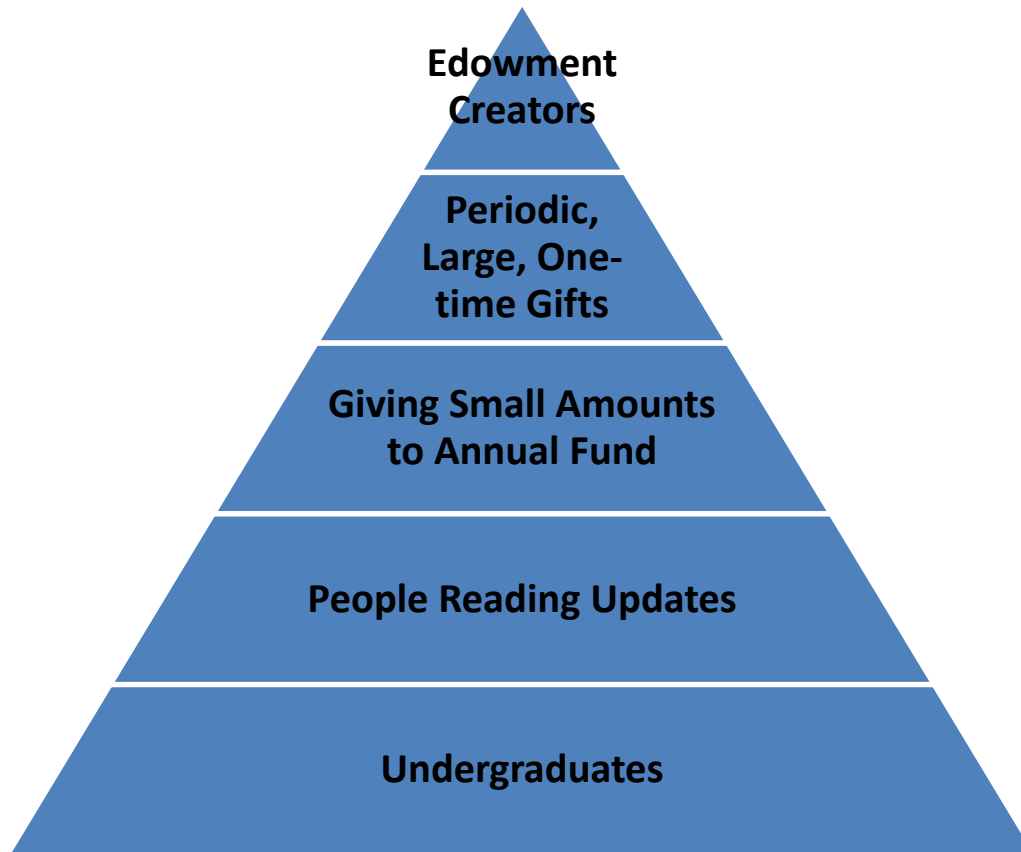 Edowment
Creators
Periodic,
Large, One-
time Gifts
Giving Small Amounts
to Annual Fund
People Reading Updates
Undergraduates